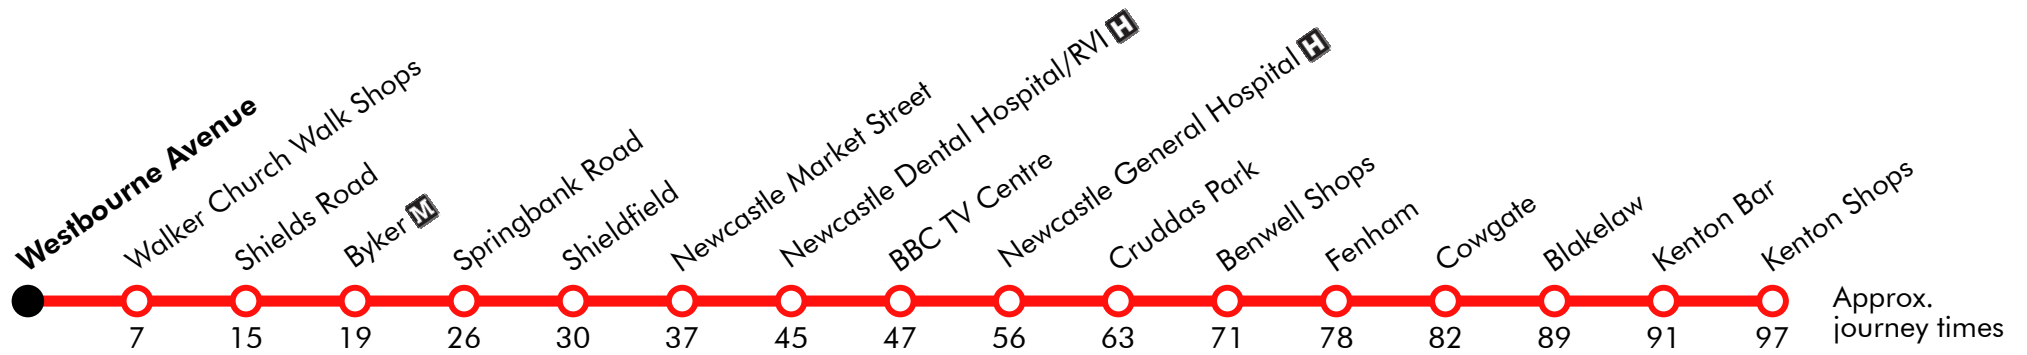 Westbourne Avenue
Walker Church Walk Shops
Shields Road
Byker M
Springbank Road
Shieldfield
Newcastle Market Street
Newcastle Dental Hospital/RVI H
BBC TV Centre
Newcastle General Hospital H
Cruddas Park
Benwell Shops
Fenham
Cowgate
Blakelaw
Kenton Bar
Kenton Shops
7 15 19 26 30 37 45 47 56 63 71 78 82 89 91 97
Approx.
journey times